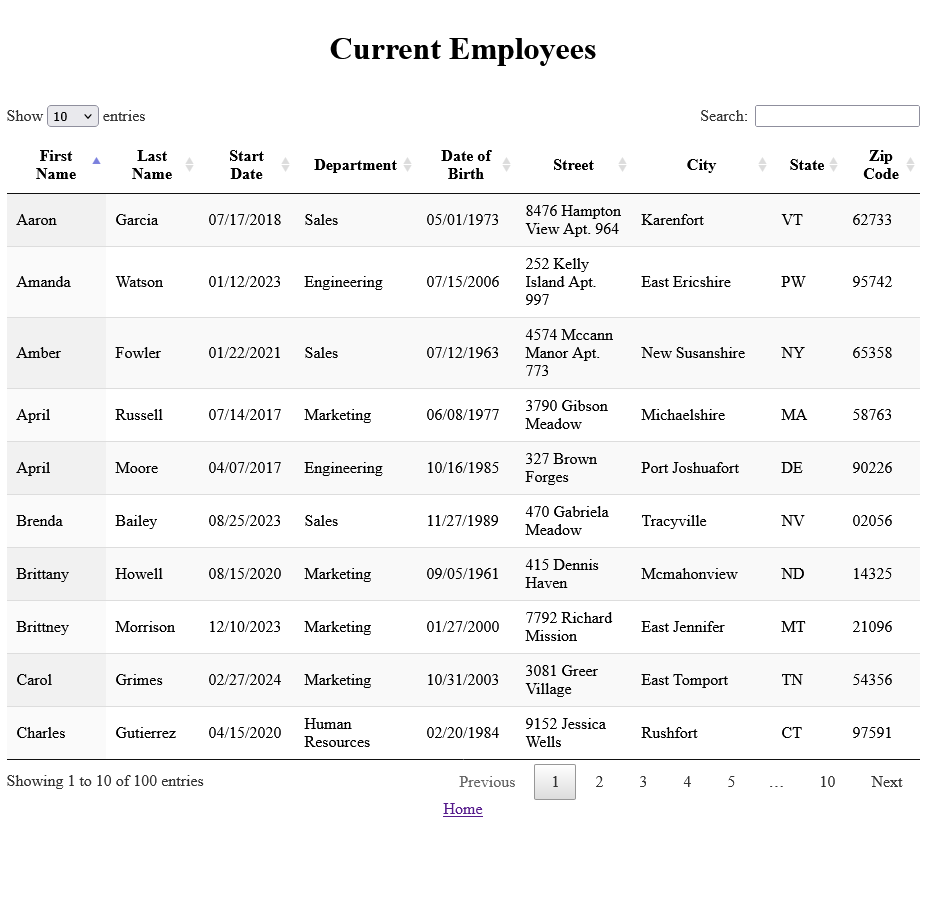 Current Employees
Show 10 entries
Search:
First Name Last Name Start Date Department Date of Birth Street City State Zip Code
Aaron Garcia 07/17/2018 Sales 05/01/1973 8476 Hampton View Apt. 964 Karenfort VT 62733
Amanda Watson 01/12/2023 Engineering 07/15/2006 252 Kelly Island Apt. 997 East Ericshire PW 95742
Amber Fowler 01/22/2021 Sales 07/12/1963 4574 Mccann Manor Apt. 773 New Susanshire NY 65358
April Russell 07/14/2017 Marketing 06/08/1977 3790 Gibson Meadow Michaelshire MA 58763
April Moore 04/07/2017 Engineering 10/16/1985 327 Brown Forges Port Joshuafort DE 90226
Brenda Bailey 08/25/2023 Sales 11/27/1989 470 Gabriela Meadow Tracyville NV 02056
Brittany Howell 08/15/2020 Marketing 09/05/1961 415 Dennis Haven Mcmahonview ND 14325
Brittney Morrison 12/10/2023 Marketing 01/27/2000 7792 Richard Mission East Jennifer MT 21096
Carol Grimes 02/27/2024 Marketing 10/31/2003 3081 Greer Village East Tomport TN 54356
Charles Gutierrez 04/15/2020 Human Resources 02/20/1984 9152 Jessica Wells Rushfort CT 97591
Showing 1 to 10 of 100 entries
Previous 1 2 3 4 5 … 10 Next
Home